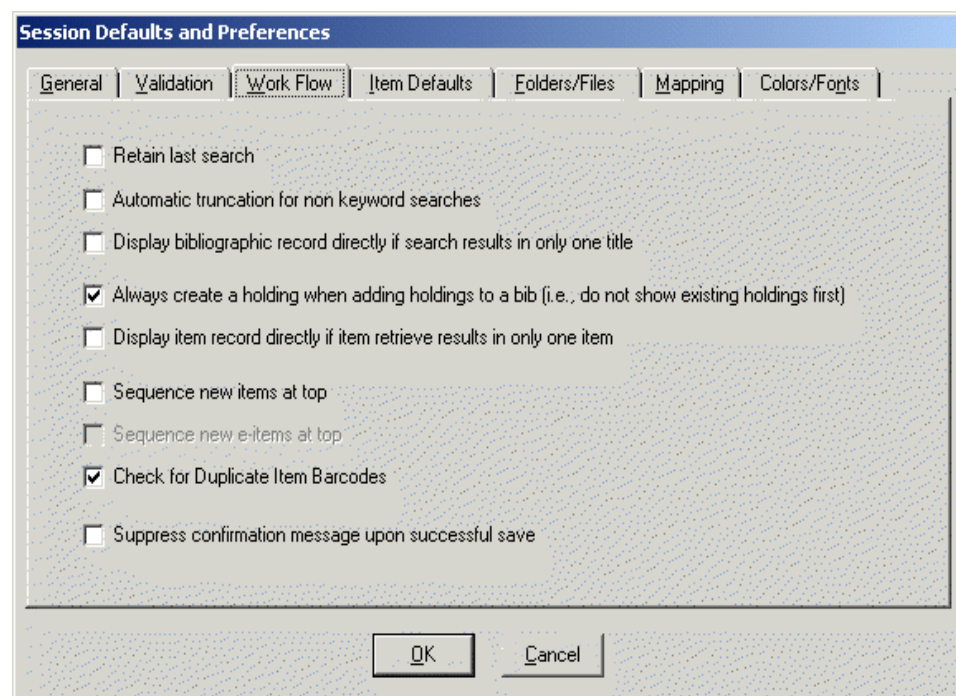 Session Defaults and Preferences
General Validation Work Flow Item Defaults Folders/Files Mapping Colors/Fonts
Retain last search
Automatic truncation for non keyword searches
Display bibliographic record directly if search results in only one title
Always create a holding when adding holdings to a bib (i.e., do not show existing holdings first)
Display item record directly if item retrieve results in only one item
Sequence new items at top
Sequence new e-items at top
Check for Duplicate Item Barcodes
Suppress confirmation message upon successful save
OK Cancel